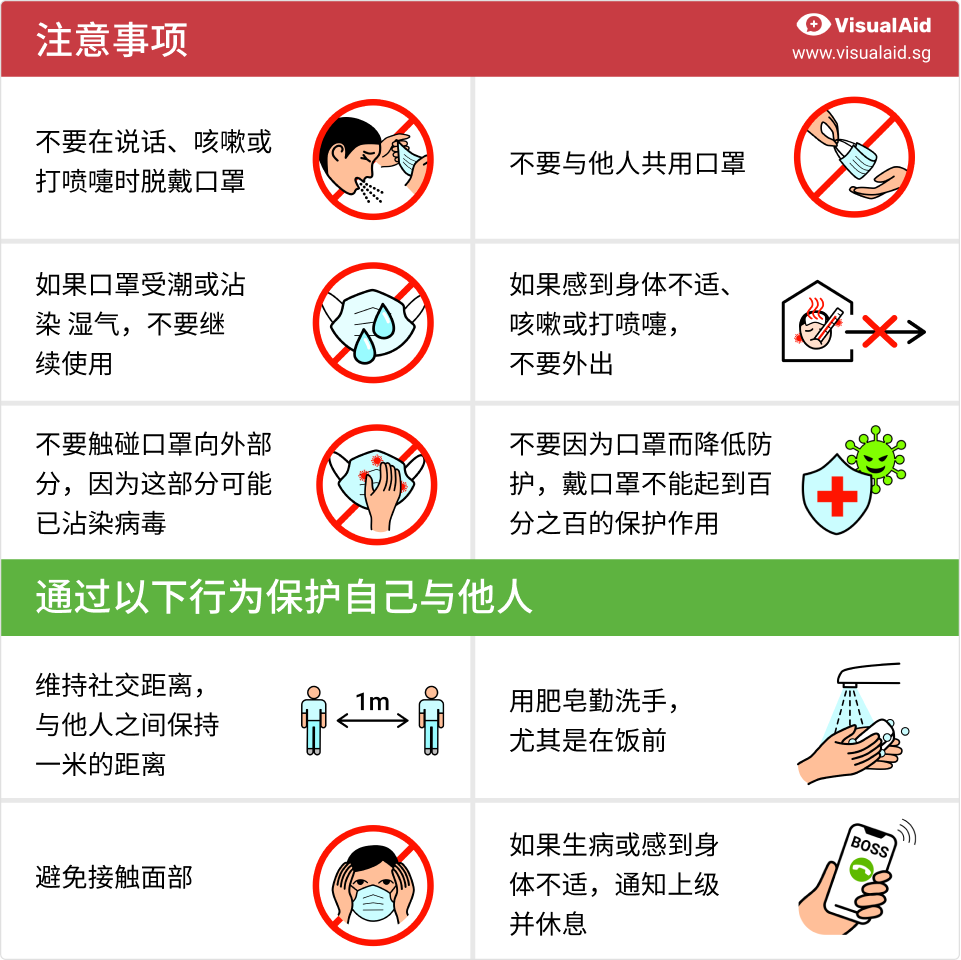 注意事项
VisualAid
www.visualaid.sg
不要在说话、咳嗽或
打喷嚏时脱戴口罩
不要与他人共用口罩
如果口罩受潮或沾
染 湿气，不要继
续使用
如果感到身体不适、
咳嗽或打喷嚏，
不要外出
不要触碰口罩向外部
分，因为这部分可能
已沾染病毒
不要因为口罩而降低防
护，戴口罩不能起到百
分之百的保护作用
通过以下行为保护自己与他人
维持社交距离，
与他人之间保持
一米的距离
1m
用肥皂勤洗手，
尤其是在饭前
避免接触面部
如果生病或感到身
体不适，通知上级
并休息
BOSS